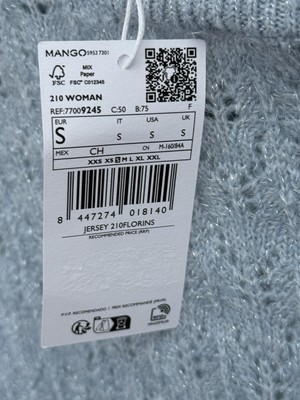 MANGO
MIX
Paper
FSC® C012345
FSC
210 WOMAN
REF:77009245 C:50 B:75 F
EUR IT USA UK
S S S S
MEX CH CN M-160/84A
XXS XS S M L XL XXL
8 447274 018140
JERSEY 210FLORINS
RECOMMENDED PRICE (RRP)